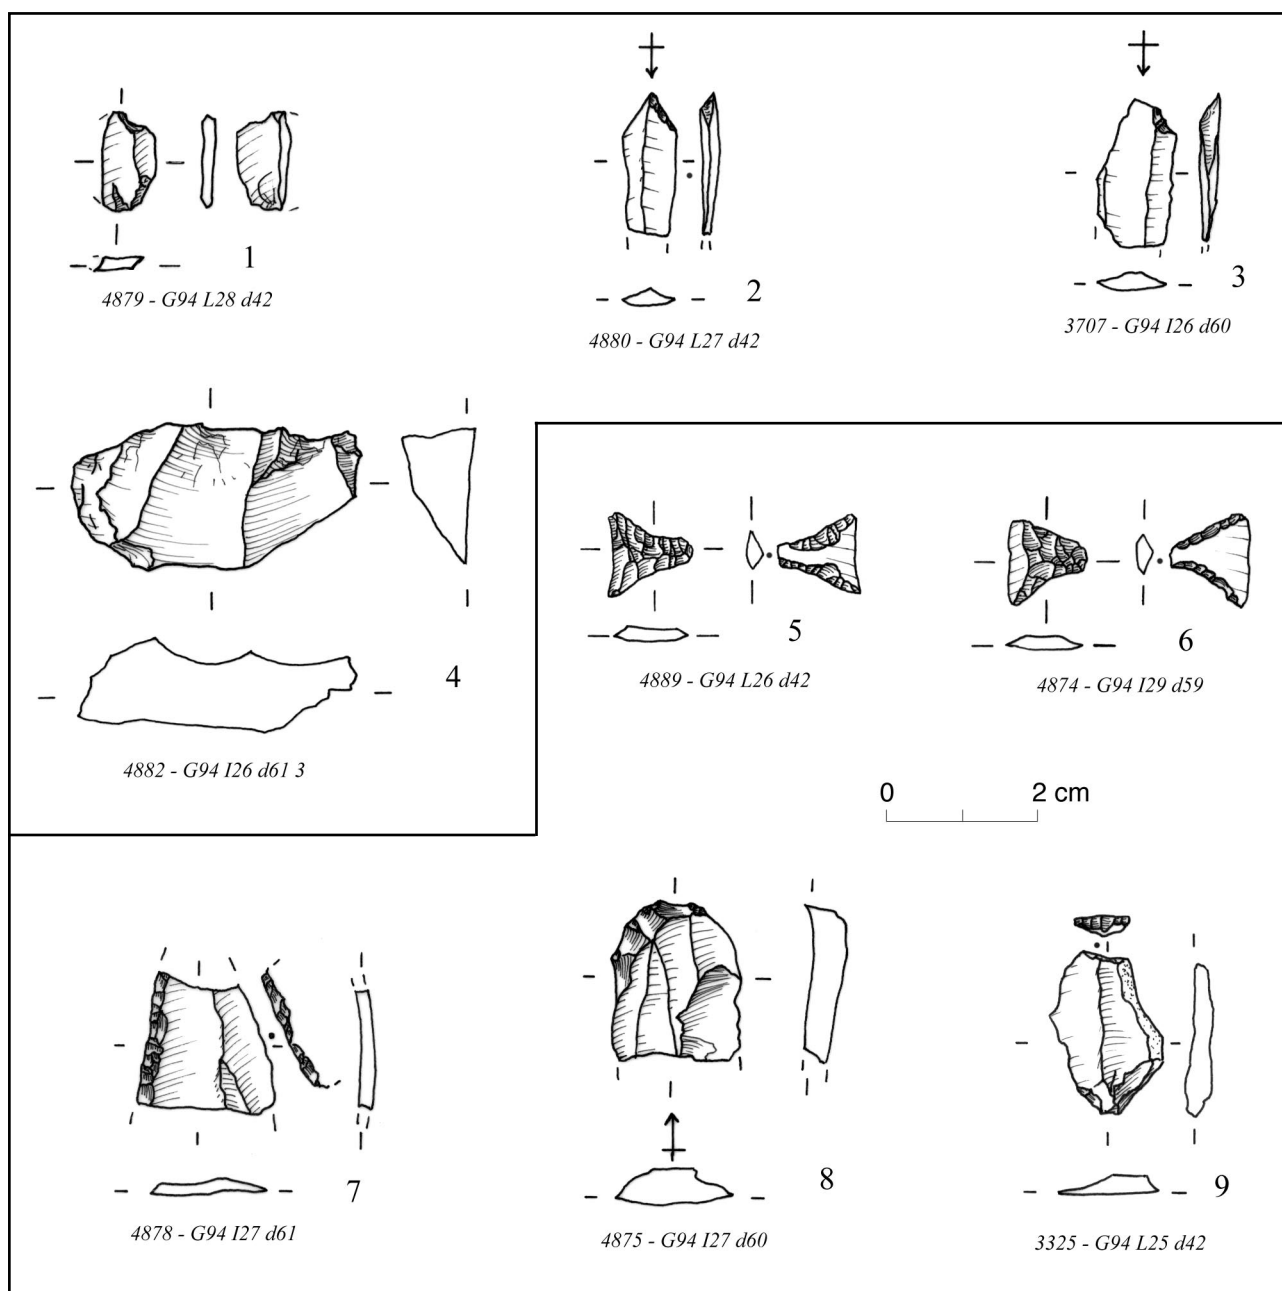 1
4879 - G94 L28 d42
2
4880 - G94 L27 d42
3
3707 - G94 I26 d60
4
4882 - G94 I26 d61 3
5
4889 - G94 L26 d42
6
4874 - G94 I29 d59
0 2 cm
7
4878 - G94 I27 d61
8
4875 - G94 I27 d60
9
3325 - G94 L25 d42